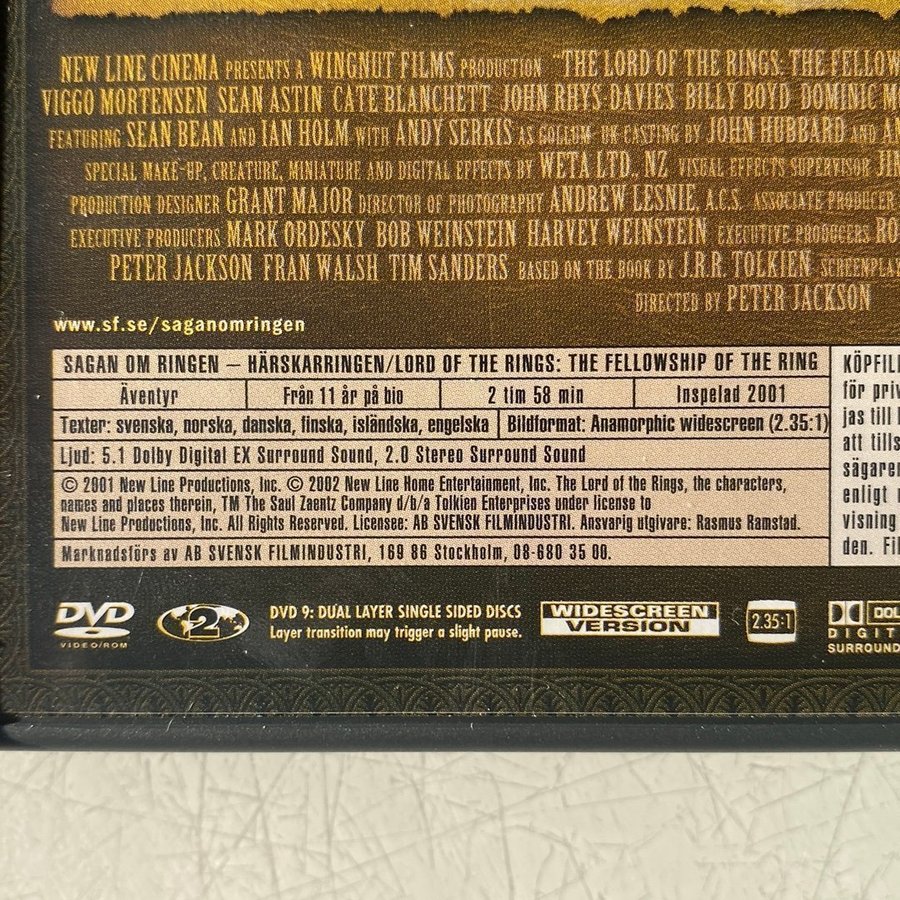 NEW LINE CINEMA PRESENTS A WINGNUT FILMS PRODUCTION "THE LORD OF THE RINGS: THE FELLOW
VIGGO MORTENSEN SEAN ASTIN CATE BLANCHETT JOHN RHYS-DAVIES BILLY BOYD DOMINIC M
FEATURING SEAN BEAN AND IAN HOLM WITH ANDY SERKIS AS GOLLUM UK CASTING BY JOHN HUBBARD AND
SPECIAL MAKE-UP, CREATURE, MINIATURE AND DIGITAL EFFECTS BY WETA LTD., NZ VISUAL EFFECTS SUPERVISOR
PRODUCTION DESIGNER GRANT MAJOR DIRECTOR OF PHOTOGRAPHY ANDREW LESNIE, A.C.S. ASSOCIATE PRODUCER
EXECUTIVE PRODUCERS MARK ORDESKY BOB WEINSTEIN HARVEY WEINSTEIN EXECUTIVE PRODUCERS RO
PETER JACKSON FRAN WALSH TIM SANDERS BASED ON THE BOOK BY J.R.R. TOLKIEN SCREENPLAY
DIRECTED BY PETER JACKSON
www.sf.se/saganomringen
SAGAN OM RINGEN – HÄRSKARRINGEN/LORD OF THE RINGS: THE FELLOWSHIP OF THE RING
Äventyr Från 11 år på bio 2 tim 58 min Inspelad 2001
Texter: svenska, norska, danska, finska, isländska, engelska Bildformat: Anamorphic widescreen (2.35:1)
Ljud: 5.1 Dolby Digital EX Surround Sound, 2.0 Stereo Surround Sound
© 2001 New Line Productions, Inc. © 2002 New Line Home Entertainment, Inc. The Lord of the Rings, the characters,
names and places therein, TM The Saul Zaentz Company d/b/a Tolkien Enterprises under license to
New Line Productions, Inc. All Rights Reserved. Licensee: AB SVENSK FILMINDUSTRI. Ansvarig utgivare: Rasmus Ramstad.
Marknadsförs av AB SVENSK FILMINDUSTRI, 169 86 Stockholm, 08-680 35 00.
KÖPFIL
för priv
jas till
att tills
sägaren
enligt
visning
den. Fil
DVD
VIDEO/ROM
2
DVD 9: DUAL LAYER SINGLE SIDED DISCS
Layer transition may trigger a slight pause.
WIDESCREEN
VERSION
2.35:1
DOL
DIGIT
SURROUND